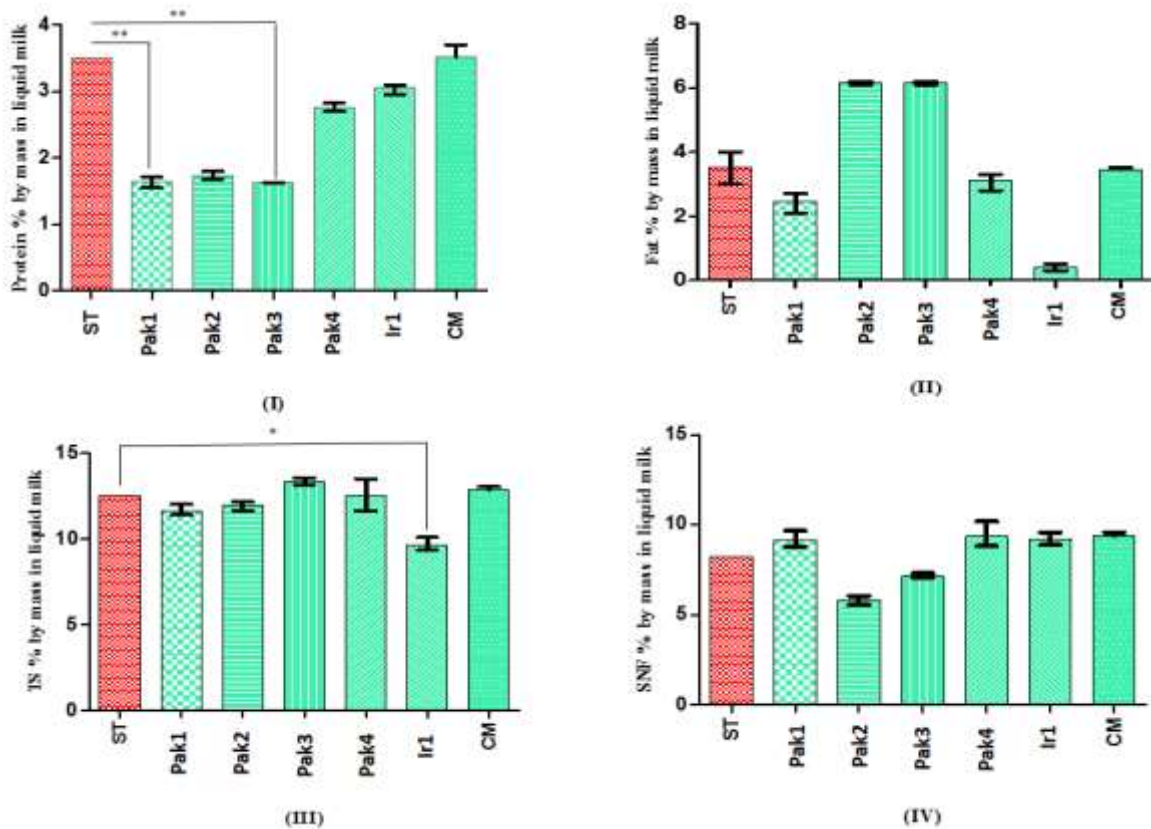 **
**
Protein % by mass in liquid milk
4
3
2
1
0
ST
Pak1
Pak2
Pak3
Pak4
Ir1
CM
(I)
Fat % by mass in liquid milk
8
6
4
2
0
ST
Pak1
Pak2
Pak3
Pak4
Ir1
CM
(II)
*
TS % by mass in liquid milk
15
10
5
0
ST
Pak1
Pak2
Pak3
Pak4
Ir1
CM
(III)
SNF % by mass in liquid milk
15
10
5
0
ST
Pak1
Pak2
Pak3
Pak4
Ir1
CM
(IV)